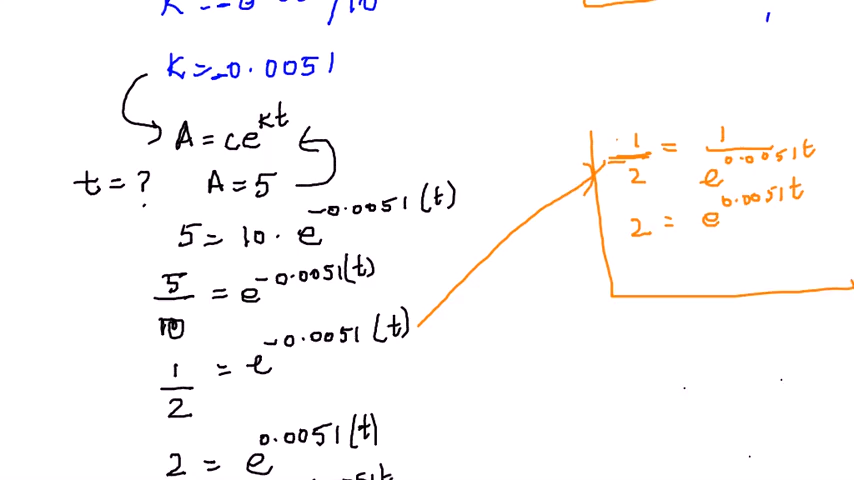 K=-0.0051
A=ce^kt
t=? A=5
5=10.e^-0.0051(t)
5/10=e^-0.0051(t)
1/2=e^-0.0051(t)
2=e^0.0051(t)
=1/2=1/e^0.0051t
2=e^0.0051t